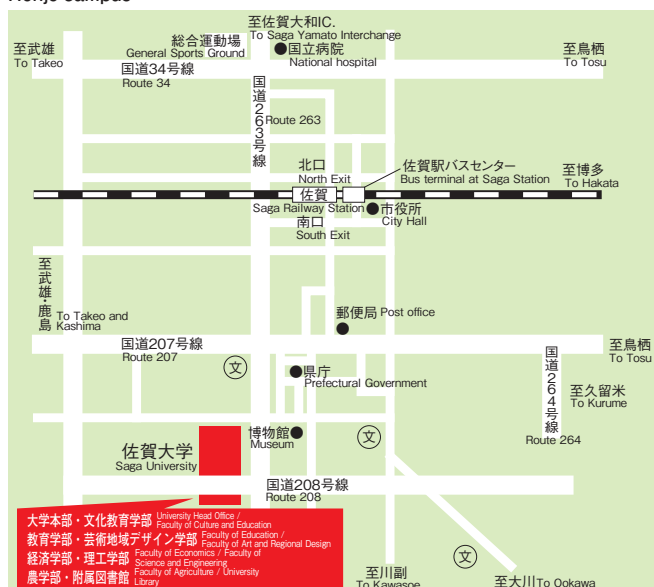 Honjo campus
至佐賀大和IC.
To Saga Yamato Interchange
総合運動場
General Sports Ground
国立病院
National hospital
至武雄
To Takeo
至鳥栖
To Tosu
国道34号線
Route 34
国道263号線
Route 263
北口
North Exit
佐賀駅バスセンター
Bus terminal at Saga Station
至博多
To Hakata
佐賀
Saga Railway Station
市役所
City Hall
南口
South Exit
至武雄・鹿島
To Takeo and
Kashima
郵便局 Post office
国道207号線
Route 207
至鳥栖
To Tosu
文
県庁
Prefectural Government
国道264号線
Route 264
至久留米
To Kurume
博物館
Museum
文
佐賀大学
Saga University
国道208号線
Route 208
大学本部・文化教育学部 University Head Office /
Faculty of Culture and Education
教育学部・芸術地域デザイン学部 Faculty of Education /
Faculty of Art and Regional Design
経済学部・理工学部 Faculty of Economics / Faculty of
Science and Engineering
農学部・附属図書館 Faculty of Agriculture / University
Library
文
至川副
To Kawasoe
至大川 To Ookawa